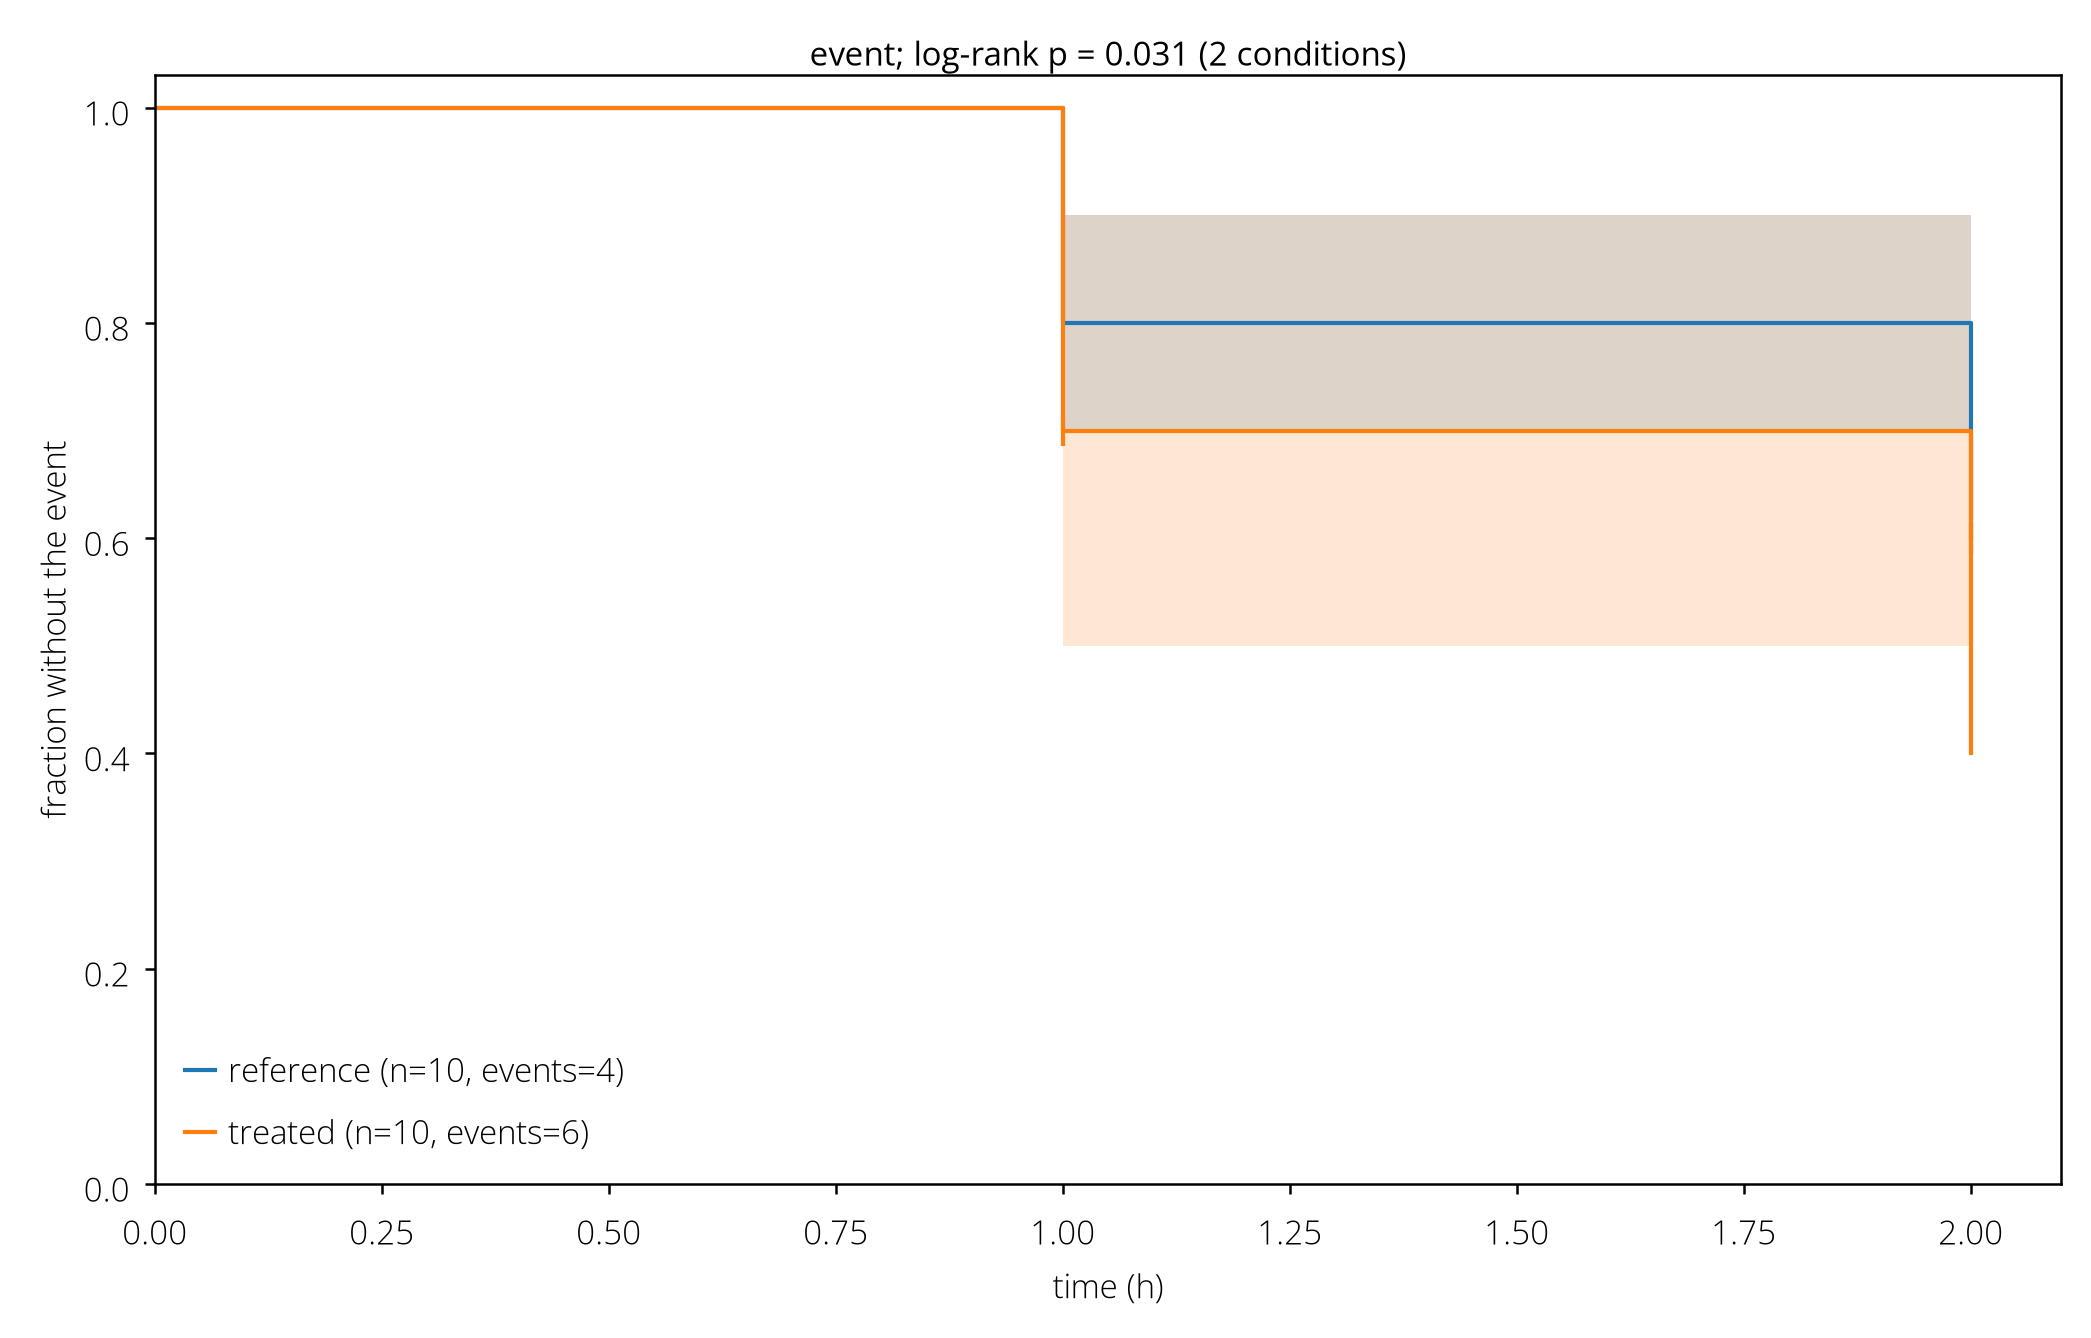 event; log-rank p = 0.031 (2 conditions)
fraction without the event
1.0
0.8
0.6
0.4
0.2
0.0
reference (n=10, events=4)
treated (n=10, events=6)
0.00 0.25 0.50 0.75 1.00 1.25 1.50 1.75 2.00
time (h)